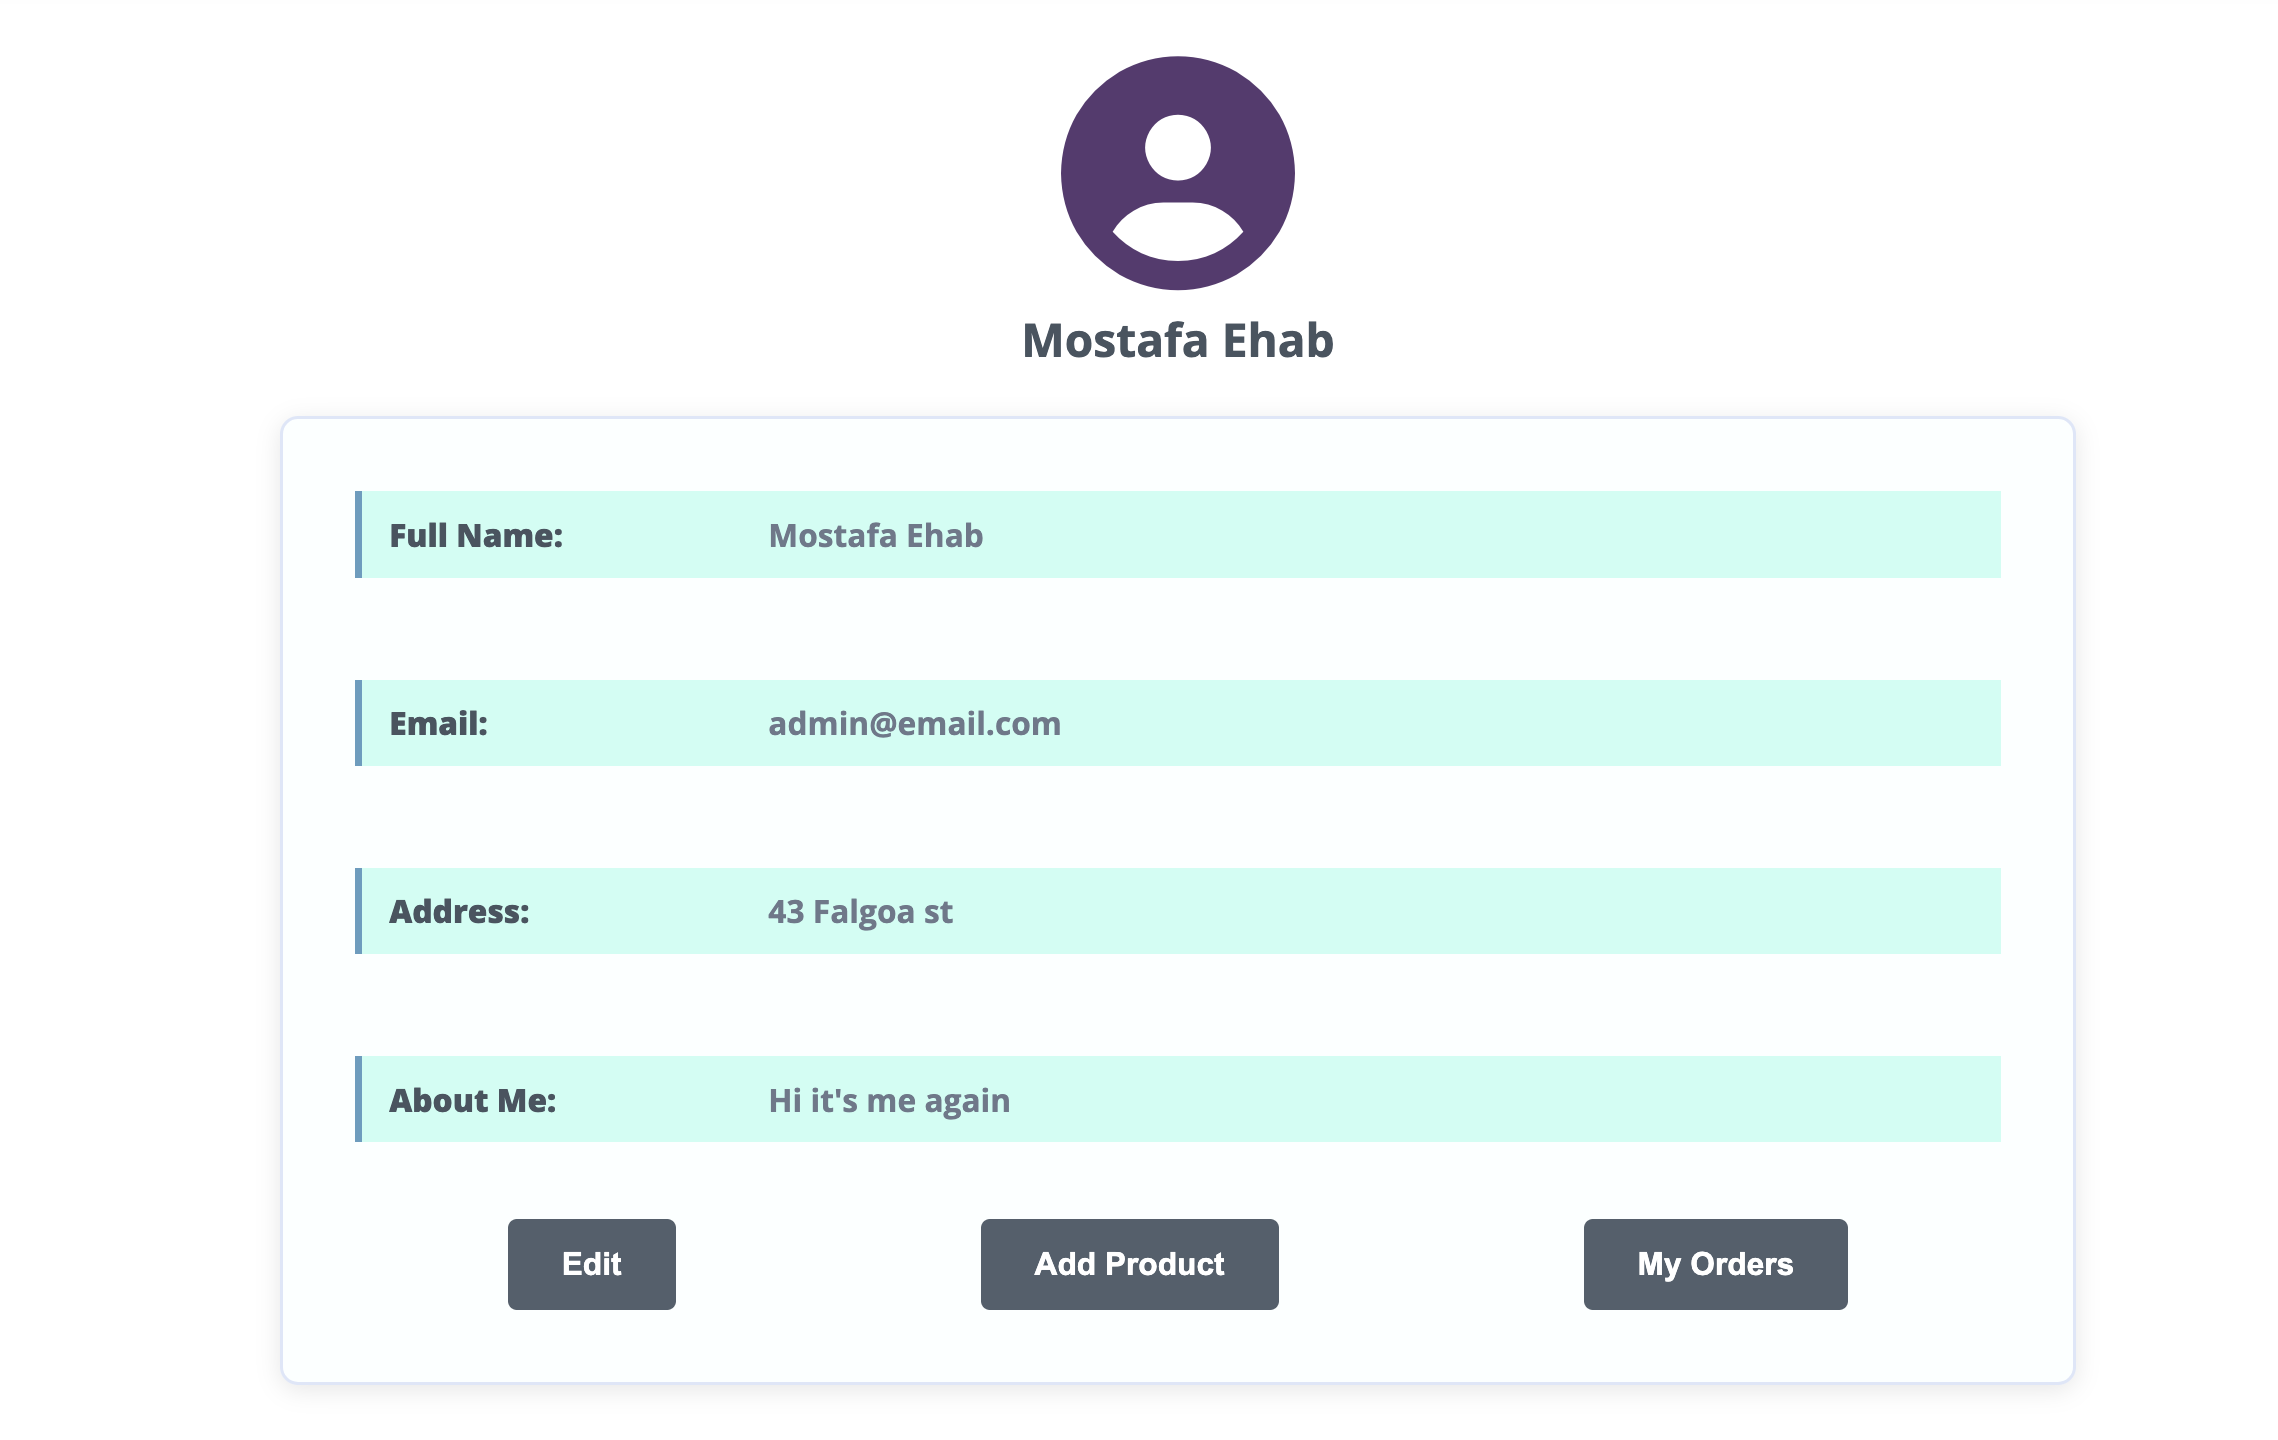 Mostafa Ehab
Full Name: Mostafa Ehab
Email: admin@email.com
Address: 43 Falgoa st
About Me: Hi it's me again
Edit Add Product My Orders